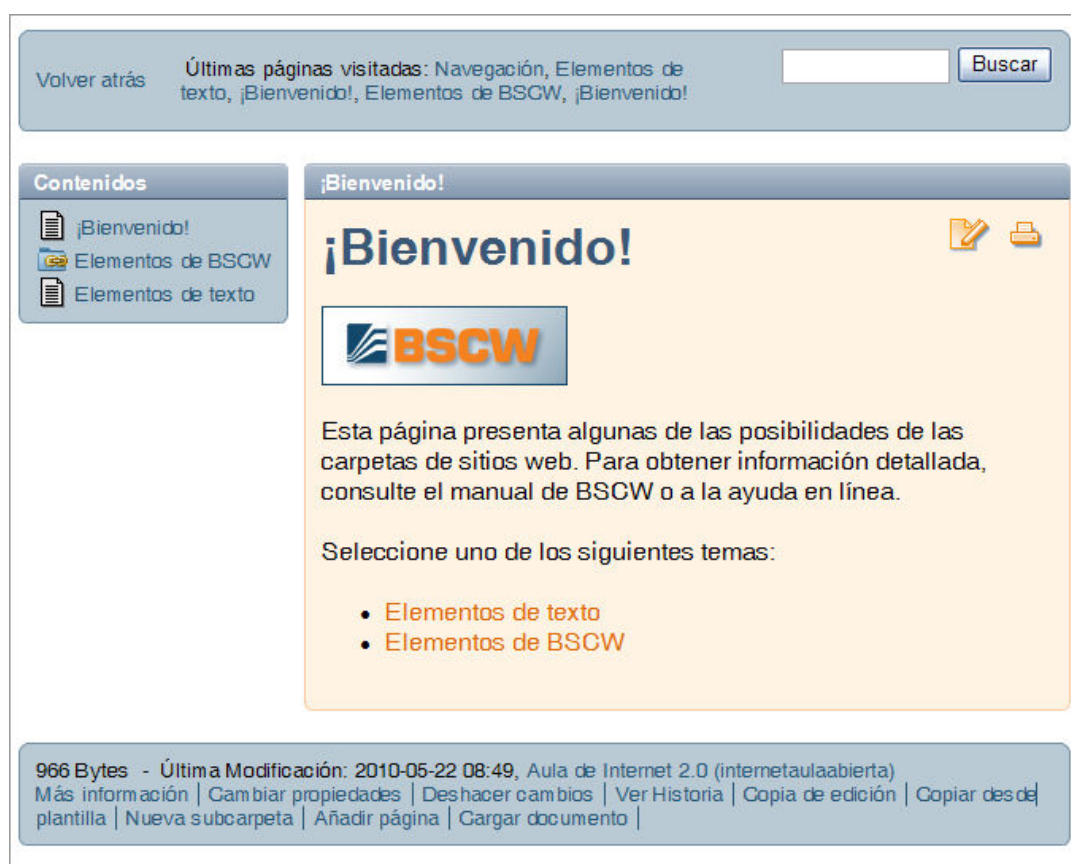 Volver atrás
Últimas páginas visitadas: Navegación, Elementos de
texto, ¡Bienvenido!, Elementos de BSCW, ¡Bienvenido!
Buscar
Contenidos
¡Bienvenido!
Elementos de BSCW
Elementos de texto
¡Bienvenido!
¡Bienvenido!
BSCW
Esta página presenta algunas de las posibilidades de las
carpetas de sitios web. Para obtener información detallada,
consulte el manual de BSCW o a la ayuda en línea.
Seleccione uno de los siguientes temas:
• Elementos de texto
• Elementos de BSCW
966 Bytes - Última Modificación: 2010-05-22 08:49, Aula de Internet 2.0 (internetaulaabierta)
Más información | Cambiar propiedades | Deshacer cambios | Ver Historia | Copia de edición | Copiar desde
plantilla | Nueva subcarpeta | Añadir página | Cargar documento |